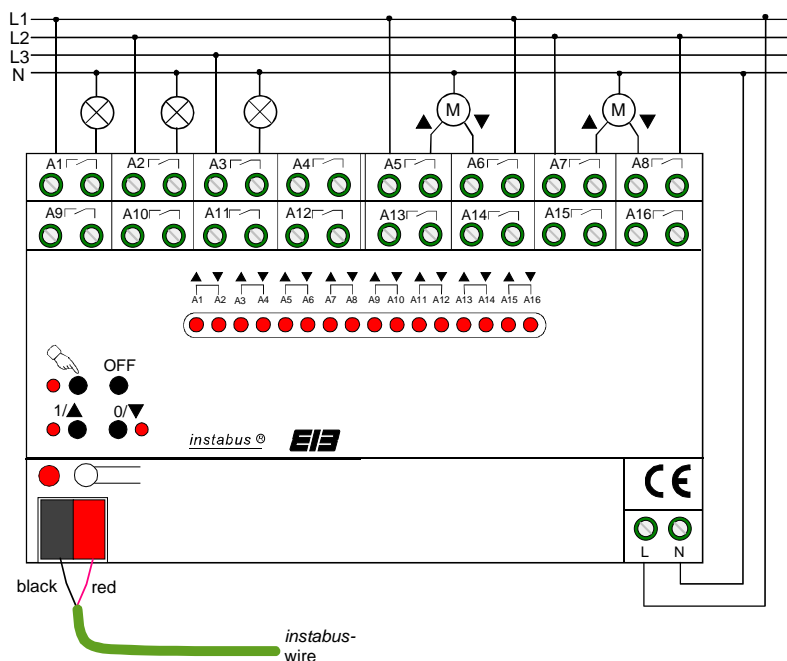 L1
L2
L3
N
M M
A1 A2 A3 A4 A5 A6 A7 A8
A9 A10 A11 A12 A13 A14 A15 A16
A1 A2 A3 A4 A5 A6 A7 A8 A9 A10 A11 A12 A13 A14 A15 A16
OFF
1/▲ 0/▼
instabus ® EIB
CE
L N
black red
instabus-
wire